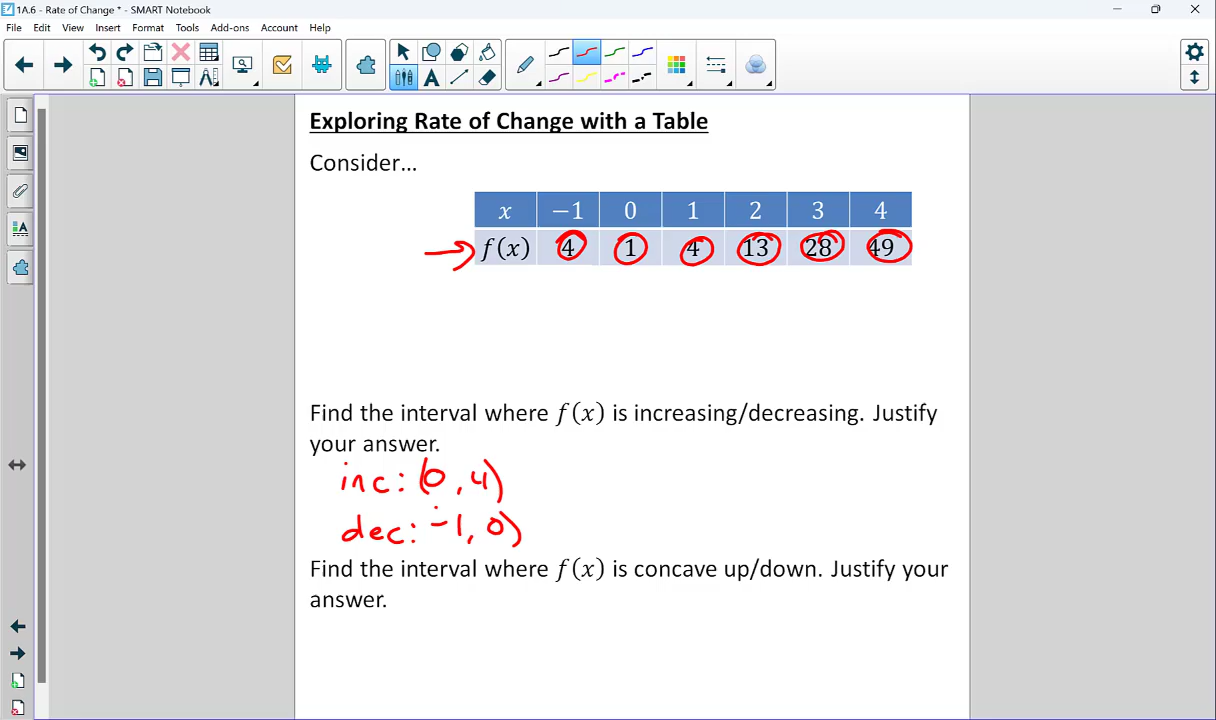 1A.6 - Rate of Change * - SMART Notebook
File Edit View Insert Format Tools Add-ons Account Help
Exploring Rate of Change with a Table
Consider...
x −1 0 1 2 3 4
f(x) 4 1 4 13 28 49
Find the interval where f(x) is increasing/decreasing. Justify
your answer.
inc: (0, 4)
dec: -1, 0)
Find the interval where f(x) is concave up/down. Justify your
answer.